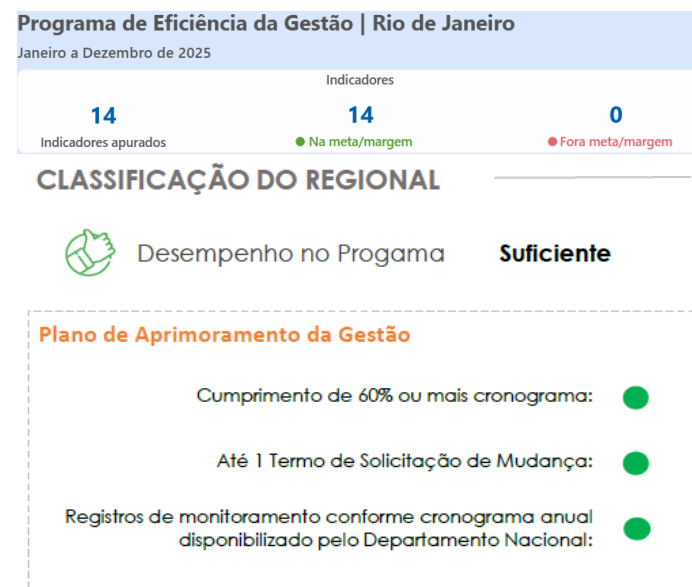 Programa de Eficiência da Gestão | Rio de Janeiro
Janeiro a Dezembro de 2025
Indicadores
14
14
0
Indicadores apurados
Na meta/margem
Fora meta/margem
CLASSIFICAÇÃO DO REGIONAL
Desempenho no Progama
Suficiente
Plano de Aprimoramento da Gestão
Cumprimento de 60% ou mais cronograma:
Até 1 Termo de Solicitação de Mudança:
Registros de monitoramento conforme cronograma anual
disponibilizado pelo Departamento Nacional: